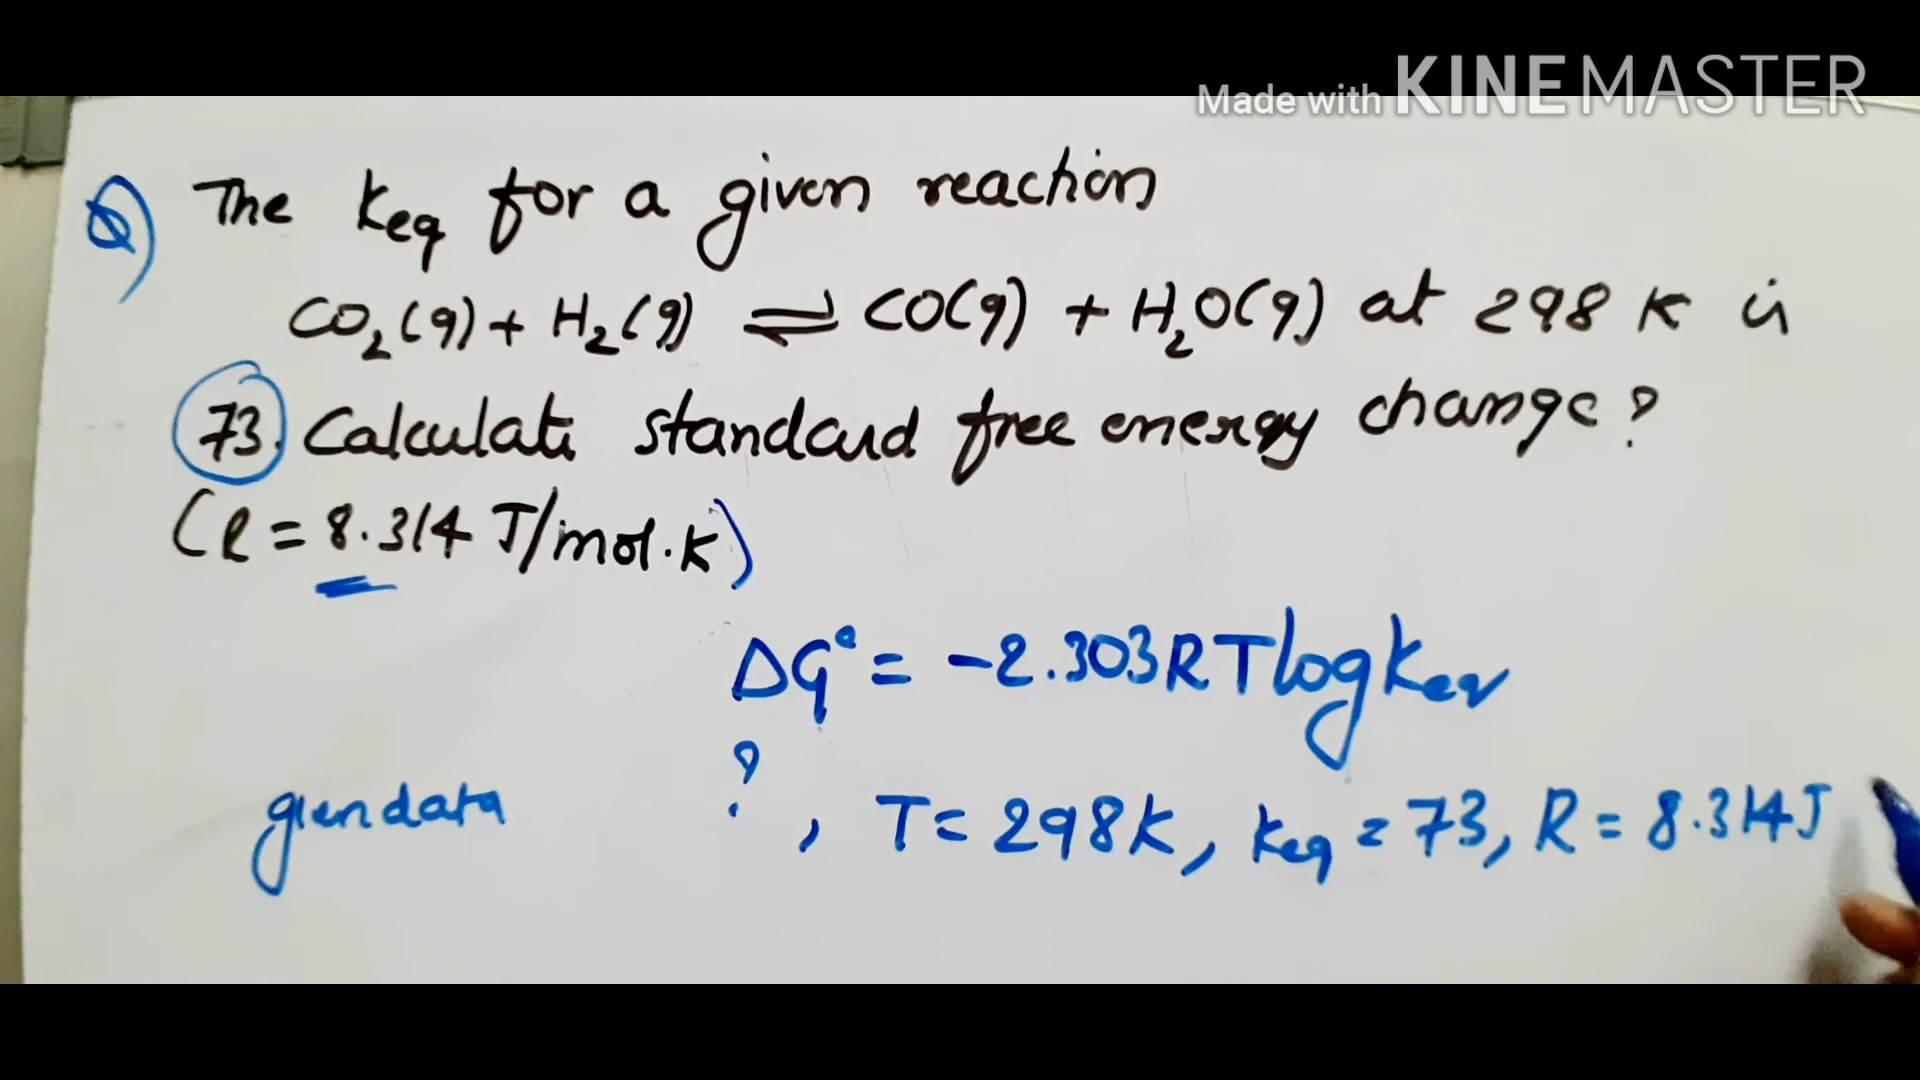 Made with KINEMASTER
Q) The Keq for a given reaction
CO₂(g) + H₂(g) ⇌ CO(g) + H₂O(g) at 298 K is
73. Calculate standard free energy change?
(R = 8.314 J/mol.K)
ΔG° = -2.303RTlogKeq
?
given data , T = 298K, Keq = 73, R = 8.314J